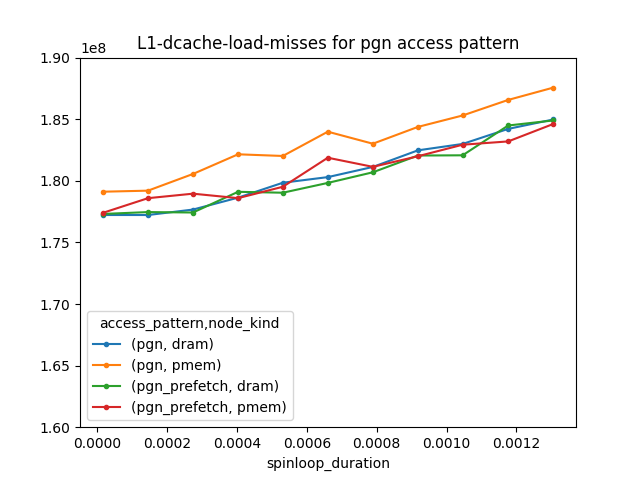 L1-dcache-load-misses for pgn access pattern
1e8
1.90
1.85
1.80
1.75
1.70
1.65
1.60
access_pattern,node_kind
(pgn, dram)
(pgn, pmem)
(pgn_prefetch, dram)
(pgn_prefetch, pmem)
0.0000 0.0002 0.0004 0.0006 0.0008 0.0010 0.0012
spinloop_duration